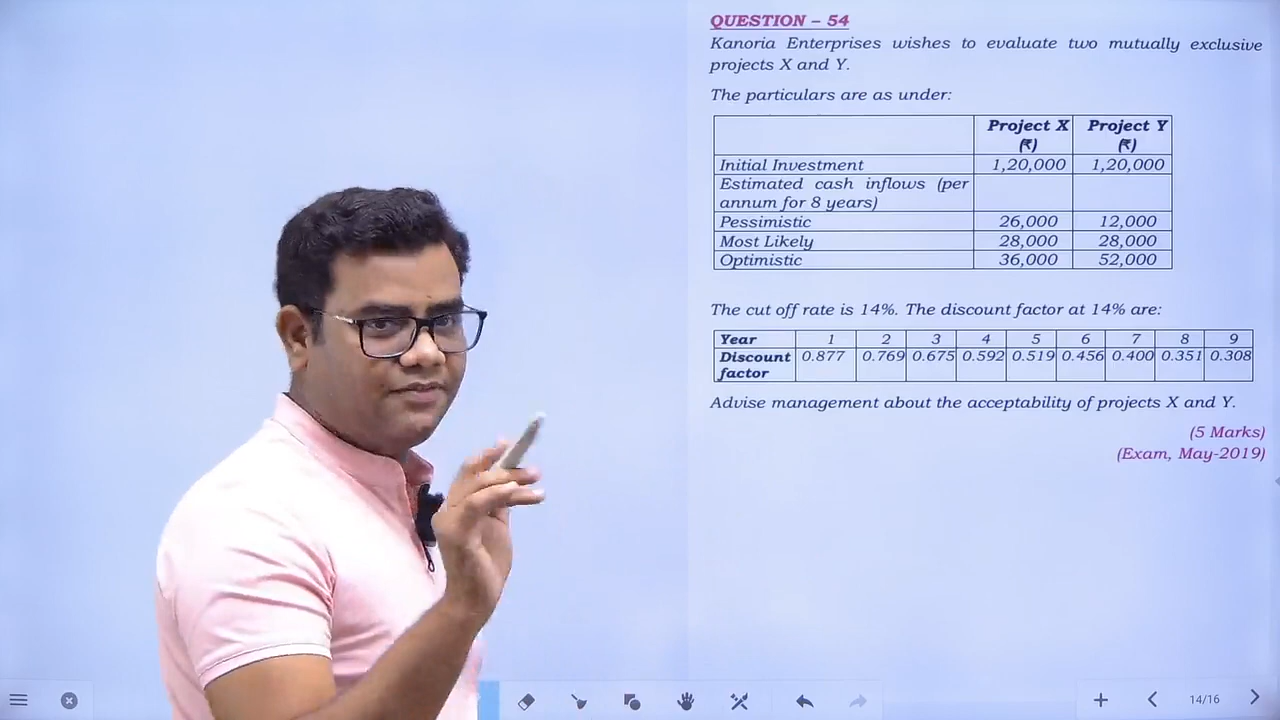 QUESTION – 54
Kanoria Enterprises wishes to evaluate two mutually exclusive
projects X and Y.
The particulars are as under:
Project X Project Y
(₹) (₹)
Initial Investment 1,20,000 1,20,000
Estimated cash inflows (per
annum for 8 years)
Pessimistic 26,000 12,000
Most Likely 28,000 28,000
Optimistic 36,000 52,000
The cut off rate is 14%. The discount factor at 14% are:
Year 1 2 3 4 5 6 7 8 9
Discount 0.877 0.769 0.675 0.592 0.519 0.456 0.400 0.351 0.308
factor
Advise management about the acceptability of projects X and Y.
(5 Marks)
(Exam, May-2019)
14/16